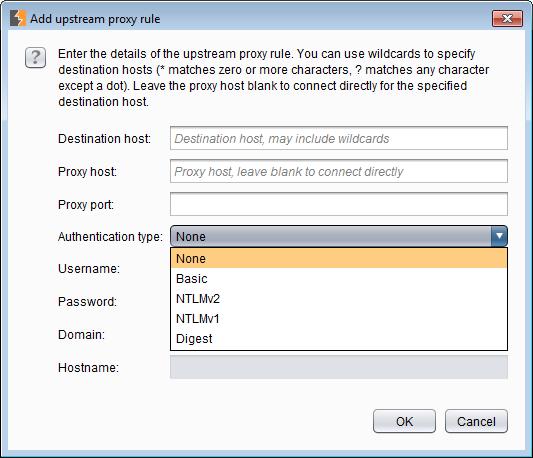 Add upstream proxy rule
Enter the details of the upstream proxy rule. You can use wildcards to specify
destination hosts (* matches zero or more characters, ? matches any character
except a dot). Leave the proxy host blank to connect directly for the specified
destination host.
Destination host: Destination host, may include wildcards
Proxy host: Proxy host, leave blank to connect directly
Proxy port:
Authentication type: None
None
Username:
Basic
NTLMv2
Password:
NTLMv1
Domain:
Digest
Hostname:
OK Cancel